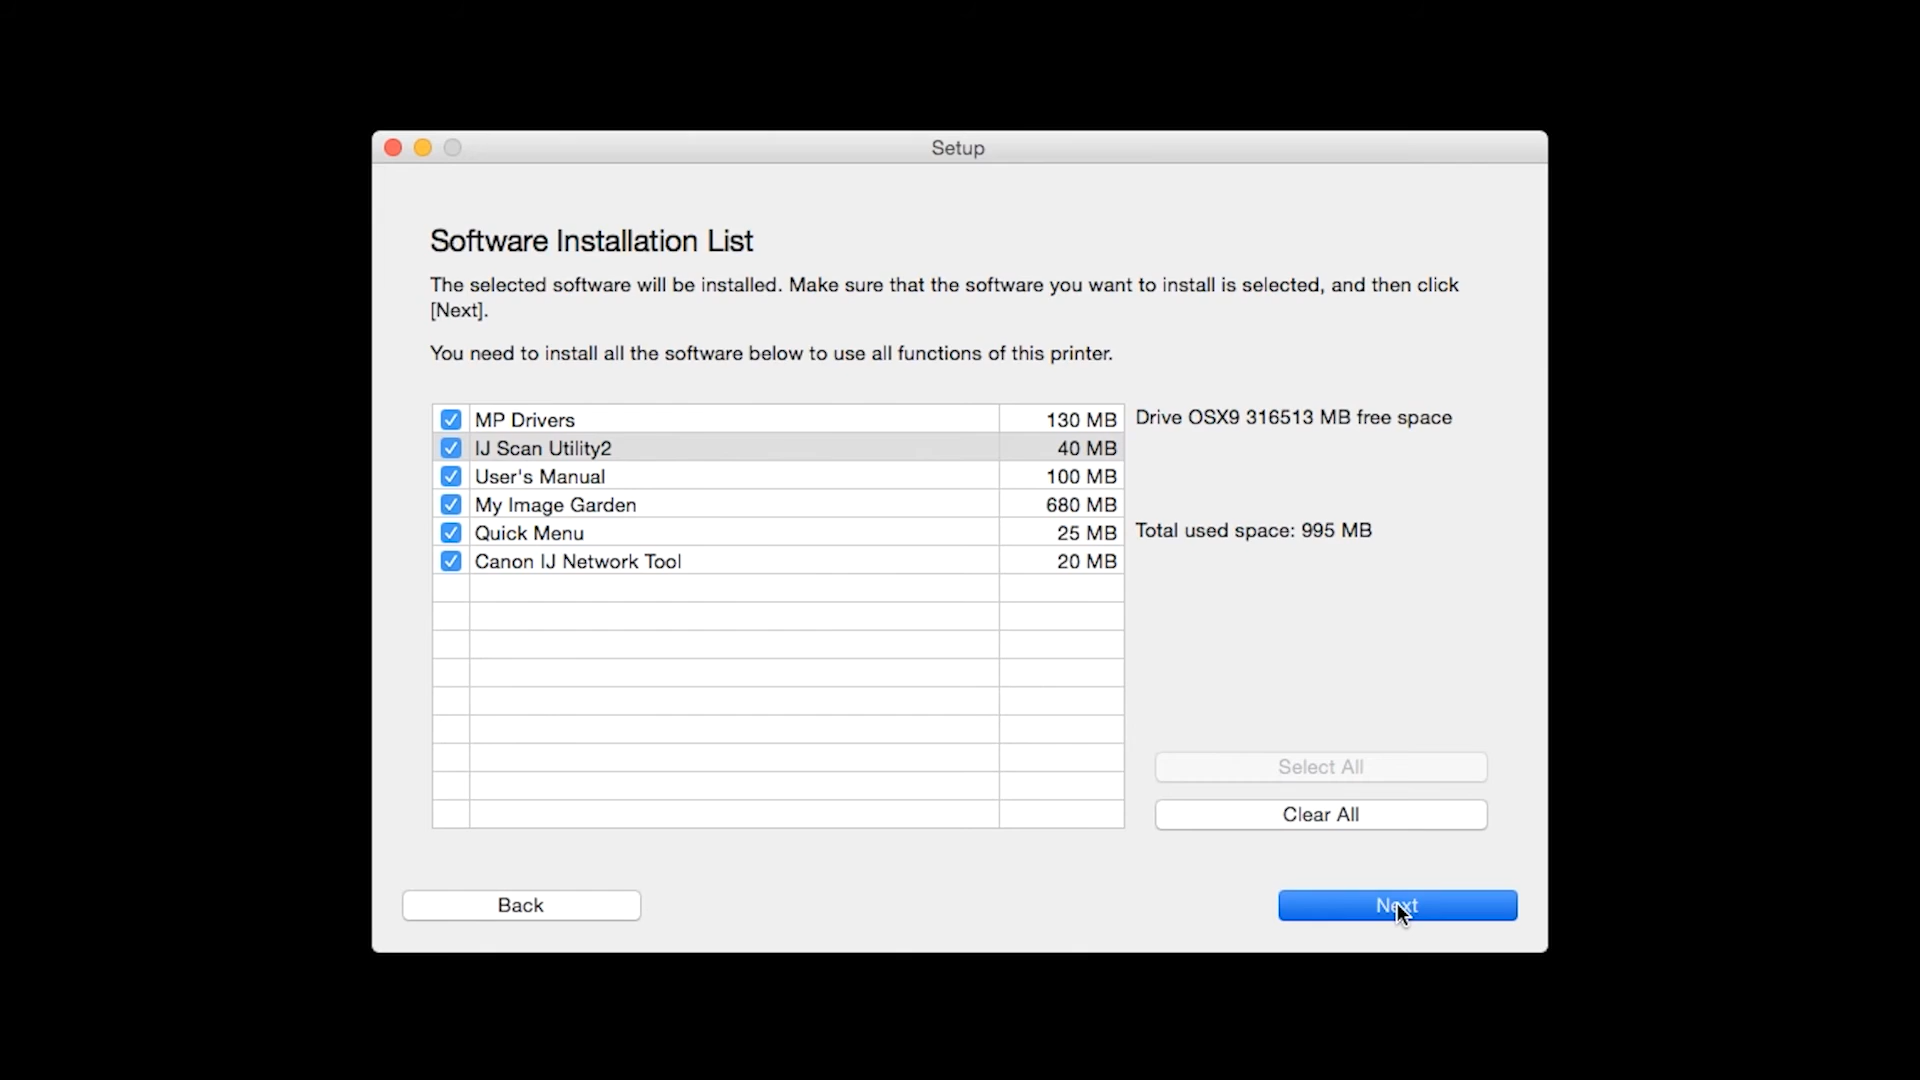 Setup
Software Installation List
The selected software will be installed. Make sure that the software you want to install is selected, and then click
[Next].
You need to install all the software below to use all functions of this printer.
MP Drivers 130 MB
IJ Scan Utility2 40 MB
User's Manual 100 MB
My Image Garden 680 MB
Quick Menu 25 MB
Canon IJ Network Tool 20 MB
Drive OSX9 316513 MB free space
Total used space: 995 MB
Select All
Clear All
Back
Next